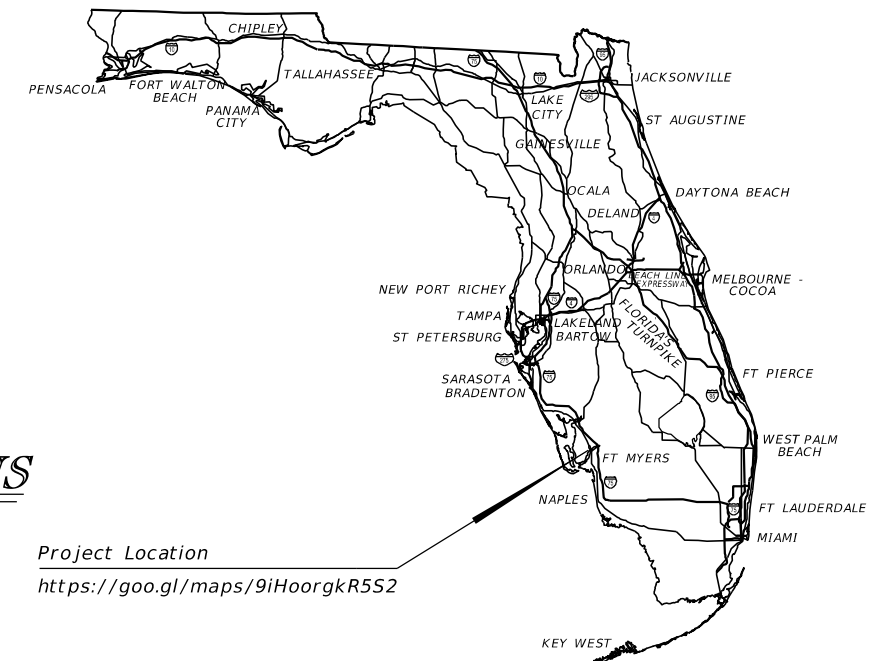 CHIPLEY
PENSACOLA
FORT WALTON
BEACH
PANAMA
CITY
TALLAHASSEE
JACKSONVILLE
LAKE
CITY
ST AUGUSTINE
GAINESVILLE
OCALA
DAYTONA BEACH
DELAND
ORLANDO
BEACH LINE
EXPRESSWAY
MELBOURNE -
COCOA
NEW PORT RICHEY
TAMPA
LAKELAND
BARTOW
ST PETERSBURG
FLORIDA'S
TURNPIKE
SARASOTA -
BRADENTON
FT PIERCE
WEST PALM
BEACH
FT MYERS
NAPLES
FT LAUDERDALE
MIAMI
KEY WEST
Project Location
https://goo.gl/maps/9iHoorgkR5S2